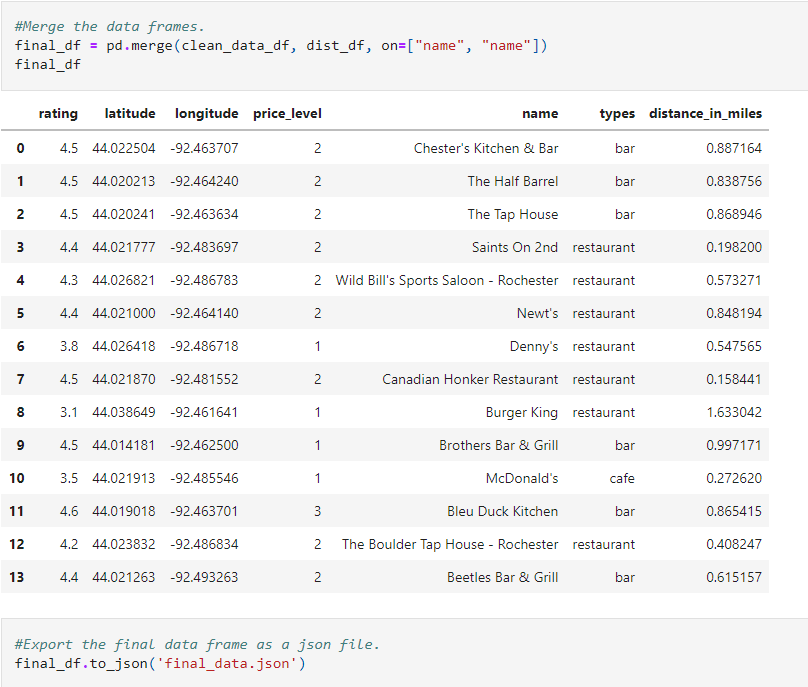 #Merge the data frames.
final_df = pd.merge(clean_data_df, dist_df, on=["name", "name"])
final_df
rating latitude longitude price_level name types distance_in_miles
0 4.5 44.022504 -92.463707 2 Chester's Kitchen & Bar bar 0.887164
1 4.5 44.020213 -92.464240 2 The Half Barrel bar 0.838756
2 4.5 44.020241 -92.463634 2 The Tap House bar 0.868946
3 4.4 44.021777 -92.483697 2 Saints On 2nd restaurant 0.198200
4 4.3 44.026821 -92.486783 2 Wild Bill's Sports Saloon - Rochester restaurant 0.573271
5 4.4 44.021000 -92.464140 2 Newt's restaurant 0.848194
6 3.8 44.026418 -92.486718 1 Denny's restaurant 0.547565
7 4.5 44.021870 -92.481552 2 Canadian Honker Restaurant restaurant 0.158441
8 3.1 44.038649 -92.461641 1 Burger King restaurant 1.633042
9 4.5 44.014181 -92.462500 1 Brothers Bar & Grill bar 0.997171
10 3.5 44.021913 -92.485546 1 McDonald's cafe 0.272620
11 4.6 44.019018 -92.463701 3 Bleu Duck Kitchen bar 0.865415
12 4.2 44.023832 -92.486834 2 The Boulder Tap House - Rochester restaurant 0.408247
13 4.4 44.021263 -92.493263 2 Beetles Bar & Grill bar 0.615157
#Export the final data frame as a json file.
final_df.to_json('final_data.json')